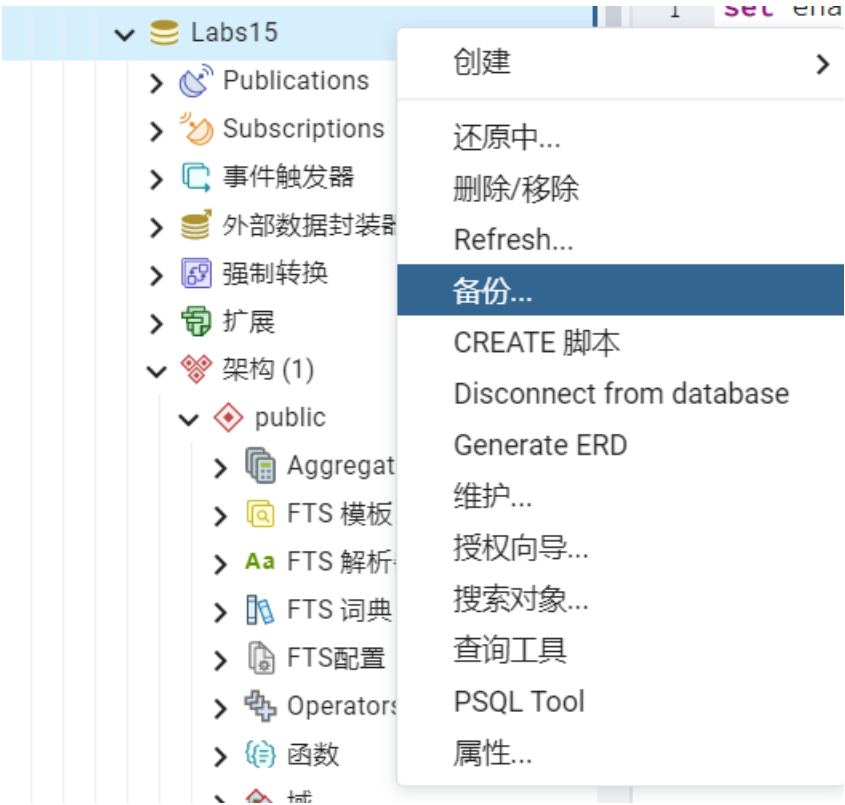 Labs15
Publications
Subscriptions
事件触发器
外部数据封装
强制转换
扩展
架构 (1)
public
Aggregat
FTS 模板
FTS 解析
FTS 词典
FTS配置
Operators
函数
域
1 set ena
创建
还原中...
删除/移除
Refresh...
备份...
CREATE 脚本
Disconnect from database
Generate ERD
维护...
授权向导...
搜索对象...
查询工具
PSQL Tool
属性...